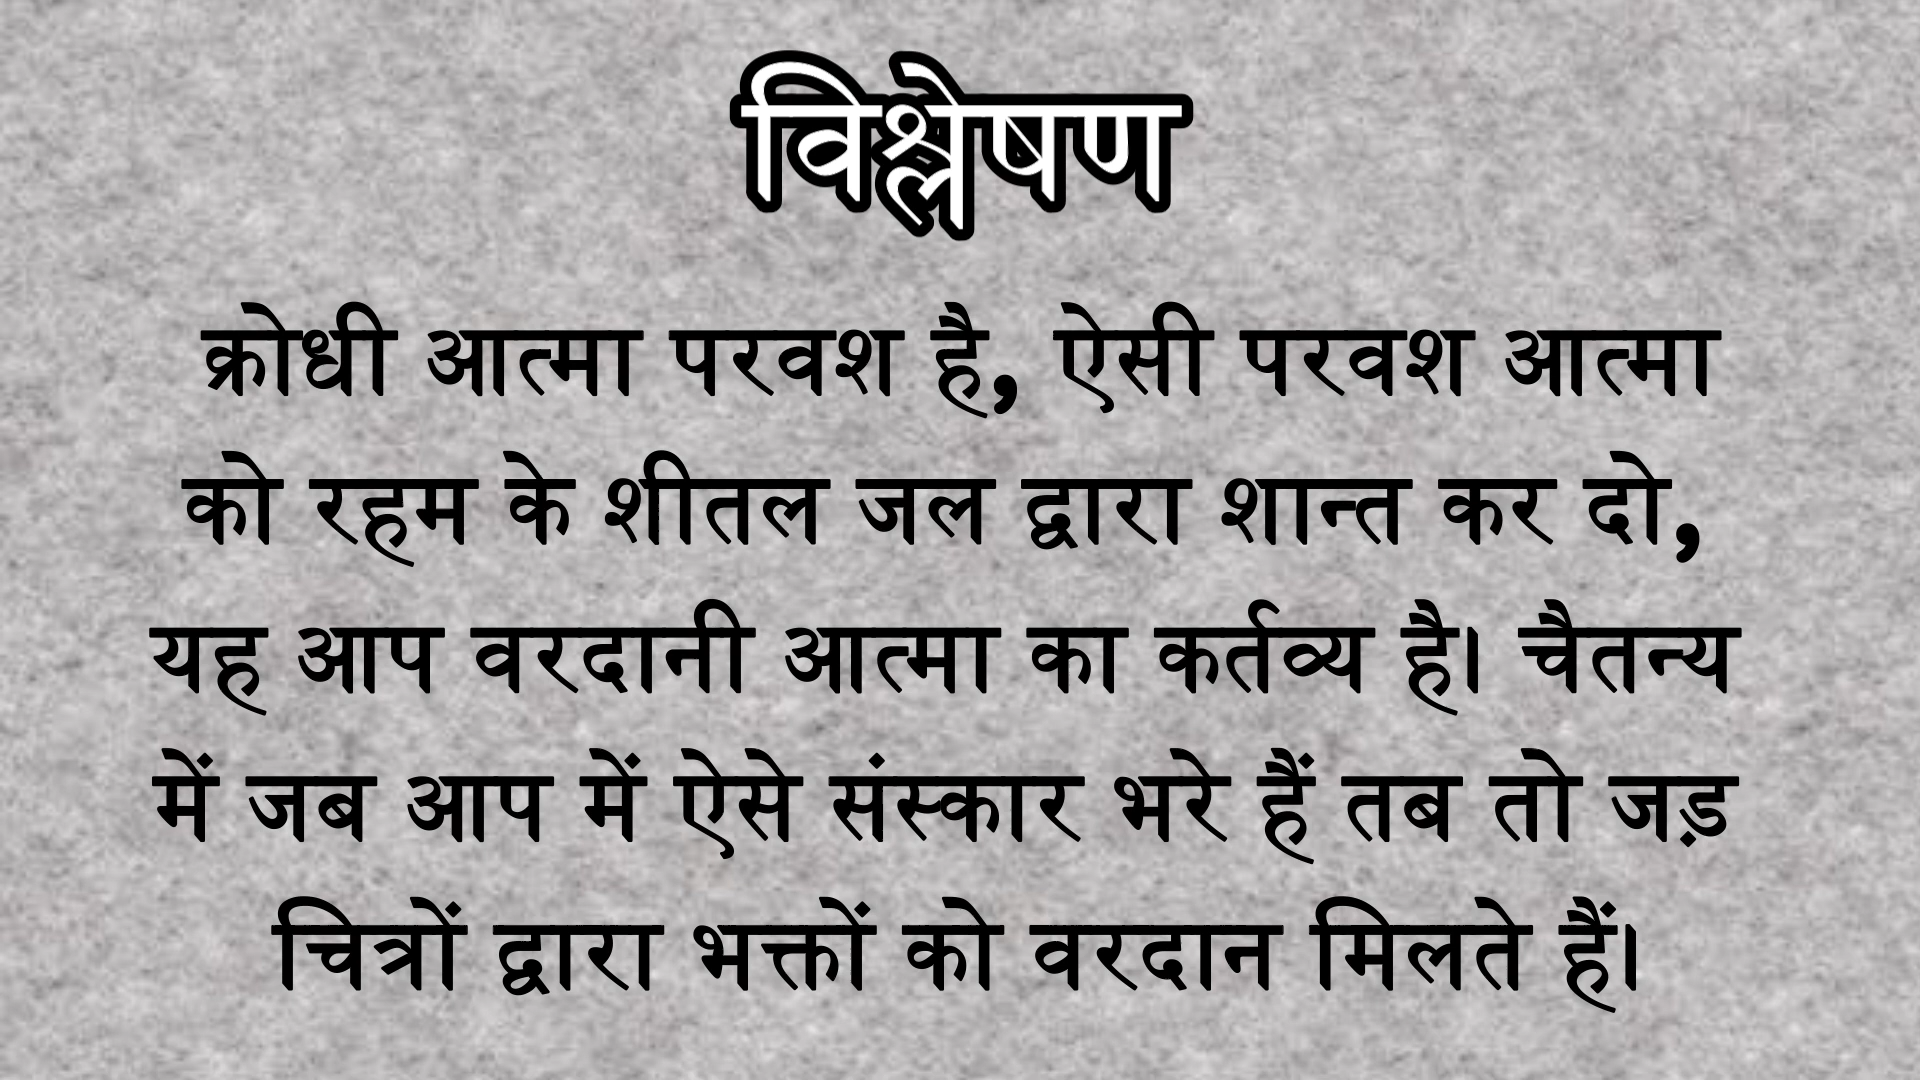 विश्लेषण
क्रोधी आत्मा परवश है, ऐसी परवश आत्मा
को रहम के शीतल जल द्वारा शान्त कर दो,
यह आप वरदानी आत्मा का कर्तव्य है। चैतन्य
में जब आप में ऐसे संस्कार भरे हैं तब तो जड़
चित्रों द्वारा भक्तों को वरदान मिलते हैं।